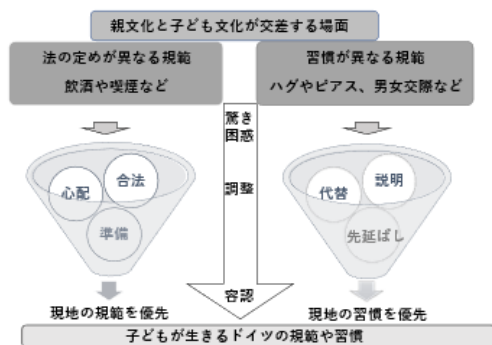 親文化と子ども文化が交差する場面
法の定めが異なる規範
飲酒や喫煙など
習慣が異なる規範
ハグやピアス、男女交際など
驚き
困惑
調整
容認
心配
合法
準備
代替
説明
先延ばし
現地の規範を優先
現地の習慣を優先
子どもが生きるドイツの規範や習慣